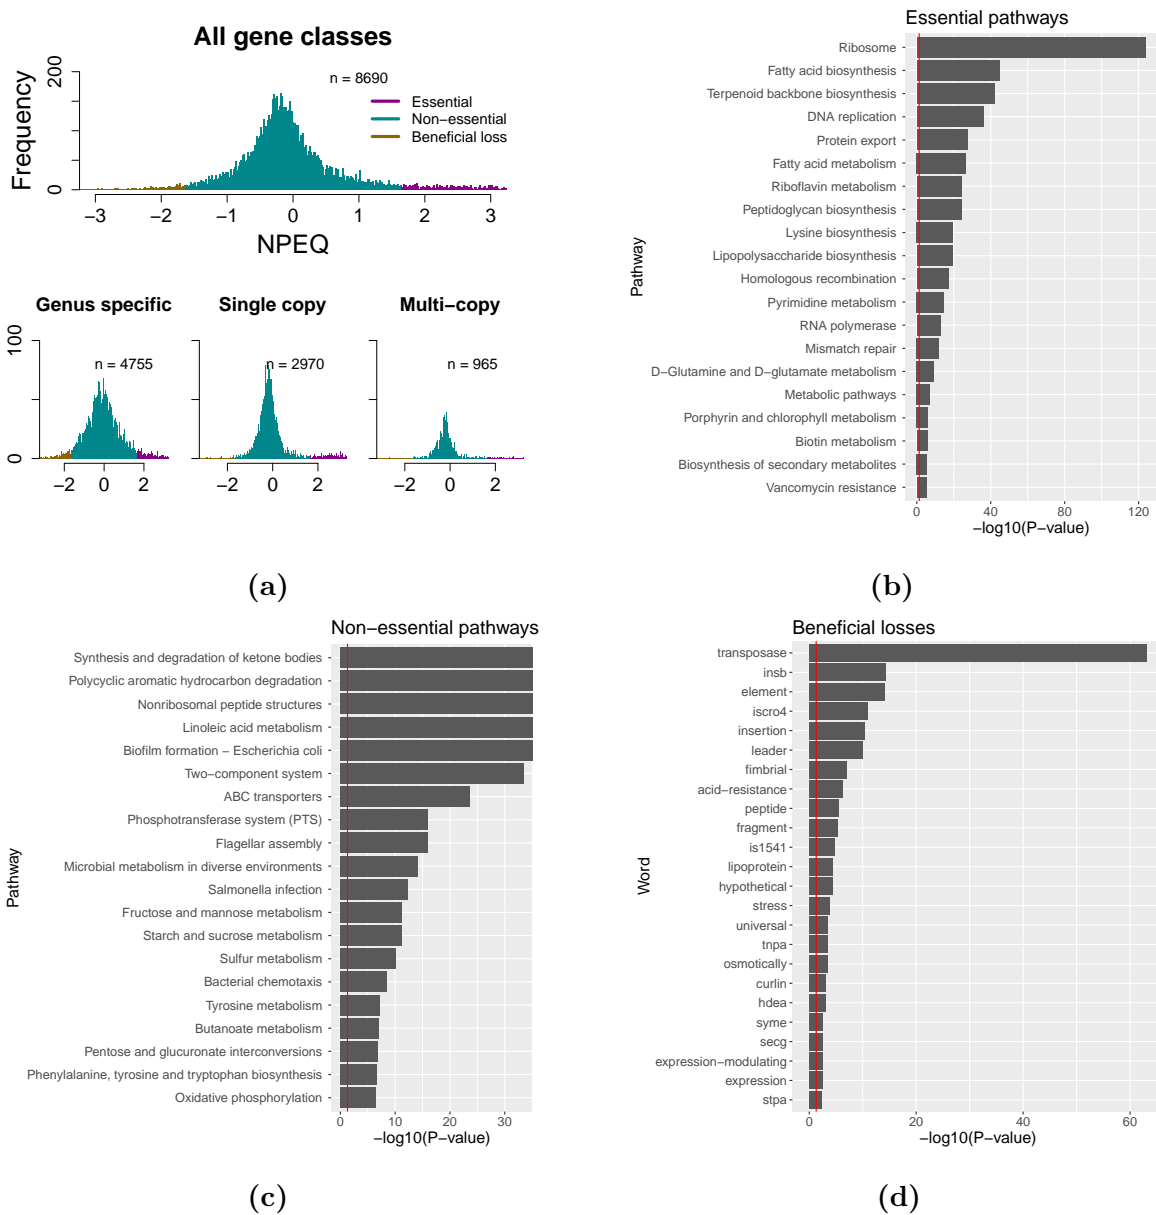 All gene classes
n = 8690
Essential
Non−essential
Beneficial loss
Frequency
200
0
−3 −2 −1 0 1 2 3
NPEQ
Genus specific
n = 4755
100
0
−2 0 2
Single copy
n = 2970
−2 0 2
Multi−copy
n = 965
−2 0 2
(a)
Essential pathways
Pathway
Ribosome
Fatty acid biosynthesis
Terpenoid backbone biosynthesis
DNA replication
Protein export
Fatty acid metabolism
Riboflavin metabolism
Peptidoglycan biosynthesis
Lysine biosynthesis
Lipopolysaccharide biosynthesis
Homologous recombination
Pyrimidine metabolism
RNA polymerase
Mismatch repair
D−Glutamine and D−glutamate metabolism
Metabolic pathways
Porphyrin and chlorophyll metabolism
Biotin metabolism
Biosynthesis of secondary metabolites
Vancomycin resistance
0 40 80 120
−log10(P−value)
(b)
Non−essential pathways
Pathway
Synthesis and degradation of ketone bodies
Polycyclic aromatic hydrocarbon degradation
Nonribosomal peptide structures
Linoleic acid metabolism
Biofilm formation − Escherichia coli
Two−component system
ABC transporters
Phosphotransferase system (PTS)
Flagellar assembly
Microbial metabolism in diverse environments
Salmonella infection
Fructose and mannose metabolism
Starch and sucrose metabolism
Sulfur metabolism
Bacterial chemotaxis
Tyrosine metabolism
Butanoate metabolism
Pentose and glucuronate interconversions
Phenylalanine, tyrosine and tryptophan biosynthesis
Oxidative phosphorylation
0 10 20 30
−log10(P−value)
(c)
Beneficial losses
Word
transposase
insb
element
iscro4
insertion
leader
fimbrial
acid−resistance
peptide
fragment
is1541
lipoprotein
hypothetical
stress
universal
tnpa
osmotically
curlin
hdea
syme
secg
expression−modulating
expression
stpa
0 20 40 60
−log10(P−value)
(d)